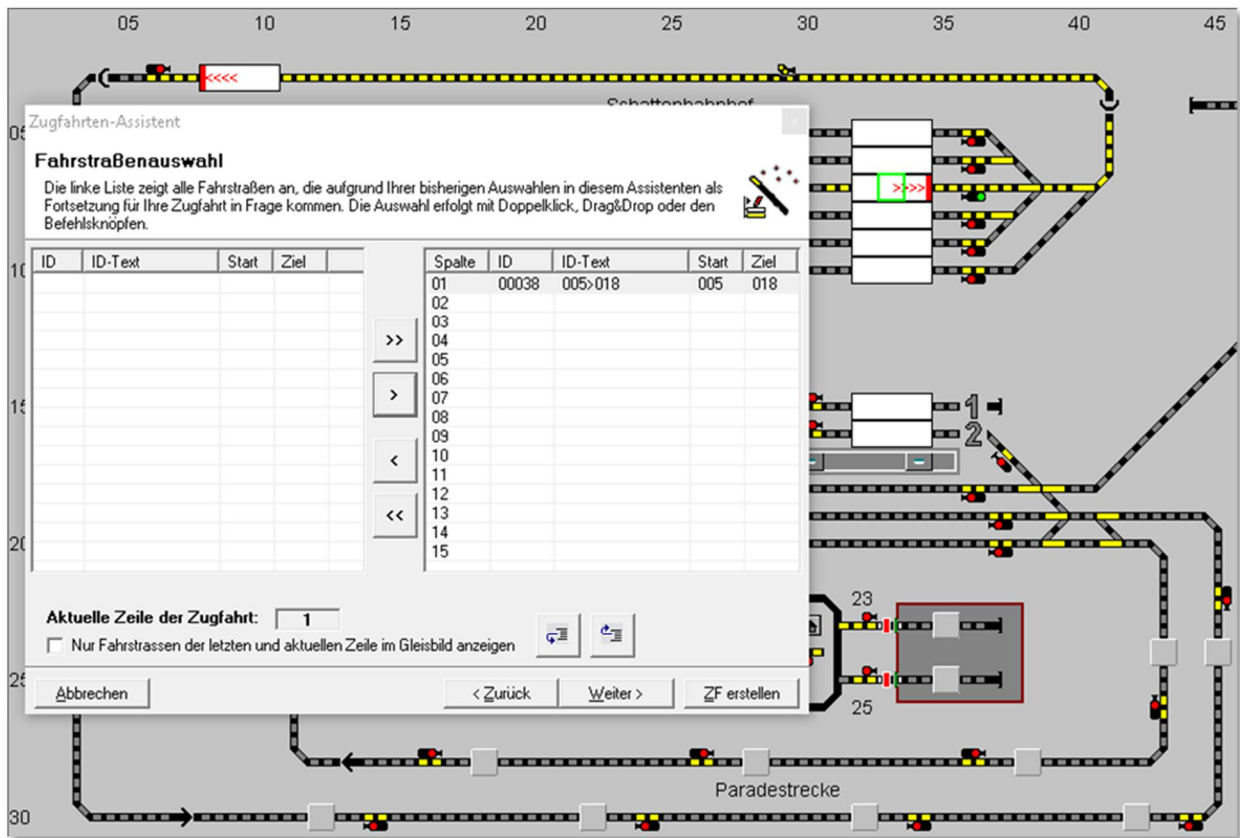 05 10 15 20 25 30 35 40 45
<<<<
Schattenbahnhof
05
Zugfahrten-Assistent
x
Fahrstraßenauswahl
Die linke Liste zeigt alle Fahrstraßen an, die aufgrund Ihrer bisherigen Auswahlen in diesem Assistenten als
Fortsetzung für Ihre Zugfahrt in Frage kommen. Die Auswahl erfolgt mit Doppelklick, Drag&Drop oder den
Befehlsknöpfen.
>>>>
10
ID ID-Text Start Ziel
Spalte ID ID-Text Start Ziel
01 00038 005>018 005 018
02
03
04
05
06
07
08
09
10
11
12
13
14
15
>>
>
<
<<
15
1
2
20
Aktuelle Zeile der Zugfahrt: 1
Nur Fahrstrassen der letzten und aktuellen Zeile im Gleisbild anzeigen
23
25
Abbrechen
< Zurück
Weiter >
ZF erstellen
25
Paradestrecke
30